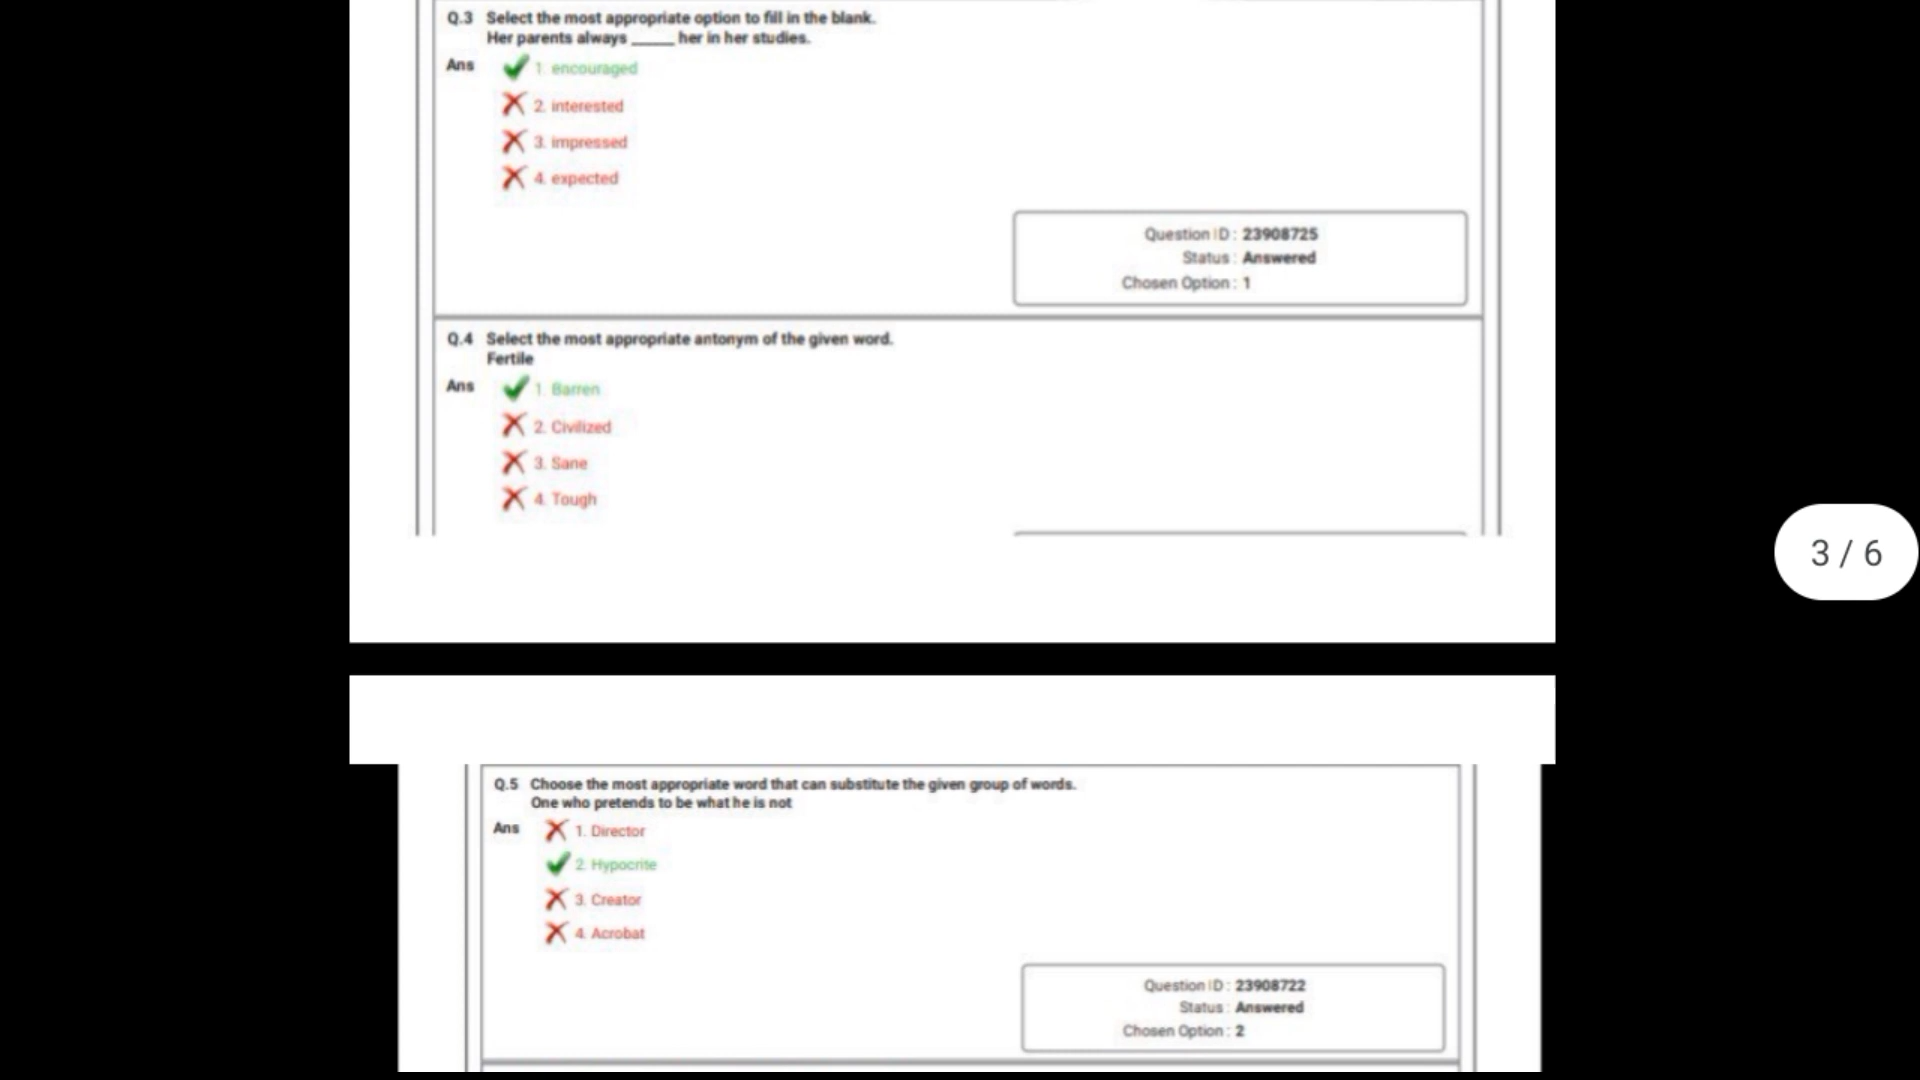 Q.3 Select the most appropriate option to fill in the blank.
Her parents always _____ her in her studies.
Ans 1. encouraged
2. interested
3. impressed
4. expected
Question ID : 23908725
Status : Answered
Chosen Option : 1
Q.4 Select the most appropriate antonym of the given word.
Fertile
Ans 1. Barren
2. Civilized
3. Sane
4. Tough
3 / 6
Q.5 Choose the most appropriate word that can substitute the given group of words.
One who pretends to be what he is not
Ans 1. Director
2. Hypocrite
3. Creator
4. Acrobat
Question ID : 23908722
Status : Answered
Chosen Option : 2